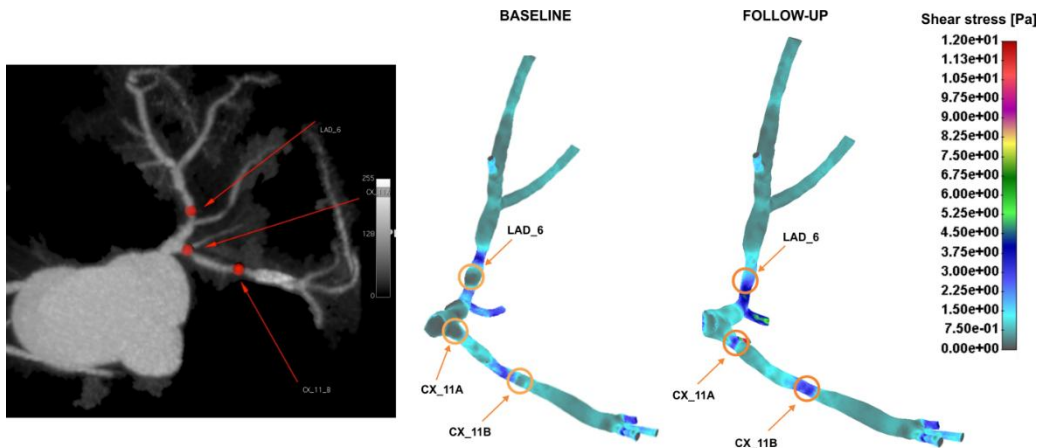 BASELINE
FOLLOW-UP
Shear stress [Pa]
1.20e+01
1.13e+01
1.05e+01
9.75e+00
9.00e+00
8.25e+00
7.50e+00
6.75e+00
6.00e+00
5.25e+00
4.50e+00
3.75e+00
3.00e+00
2.25e+00
1.50e+00
7.50e-01
0.00e+00
LAD_6
255
128
0
CX_11_B
LAD_6
CX_11A
CX_11B
LAD_6
CX_11A
CX_11B